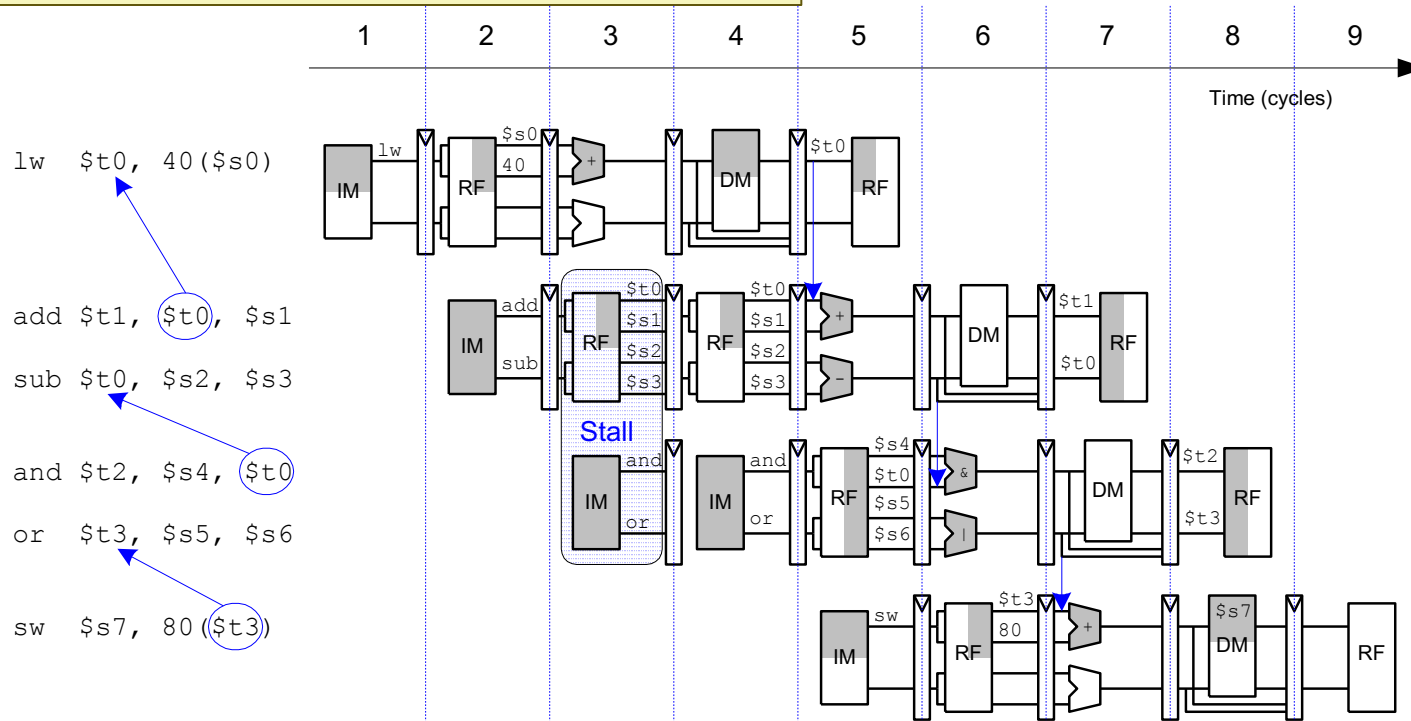 1 2 3 4 5 6 7 8 9
Time (cycles)
lw $t0, 40($s0)
IM lw RF $s0 40 + DM $t0 RF
add $t1, $t0, $s1
sub $t0, $s2, $s3
IM add sub RF $t0 $s1 $s2 $s3 RF $t0 $s1 $s2 $s3 + - DM $t1 $t0 RF
Stall
and $t2, $s4, $t0
or $t3, $s5, $s6
IM and or IM and or RF $s4 $t0 $s5 $s6 & | DM $t2 $t3 RF
sw $s7, 80($t3)
IM sw RF $t3 80 + $s7 DM RF